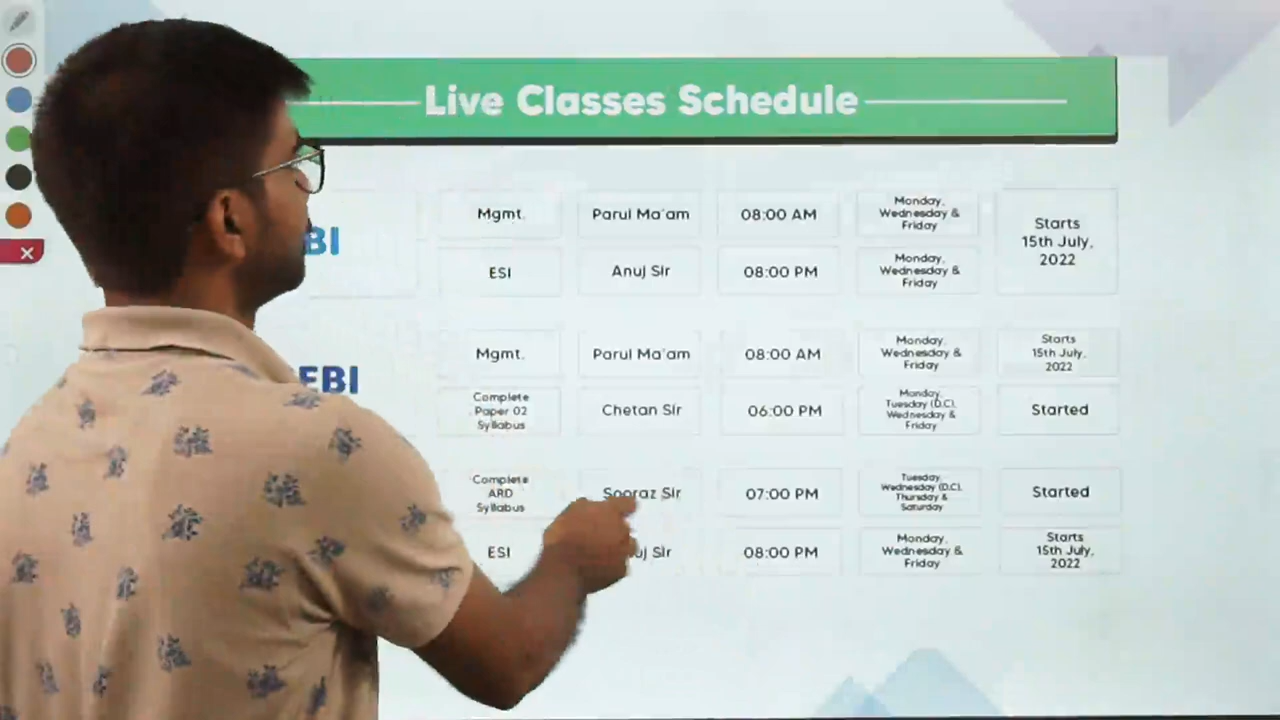 Live Classes Schedule
BI
Mgmt.
Parul Ma'am
08:00 AM
Monday,
Wednesday &
Friday
Starts
15th July,
2022
ESI
Anuj Sir
08:00 PM
Monday,
Wednesday &
Friday
EBI
Mgmt.
Parul Ma'am
08:00 AM
Monday,
Wednesday &
Friday
Starts
15th July,
2022
Complete
Paper 02
Syllabus
Chetan Sir
06:00 PM
Monday,
Tuesday (D.C),
Wednesday &
Friday
Started
Complete
ARD
Syllabus
Sooraz Sir
07:00 PM
Tuesday,
Wednesday (D.C),
Thursday &
Saturday
Started
ESI
uj Sir
08:00 PM
Monday,
Wednesday &
Friday
Starts
15th July,
2022